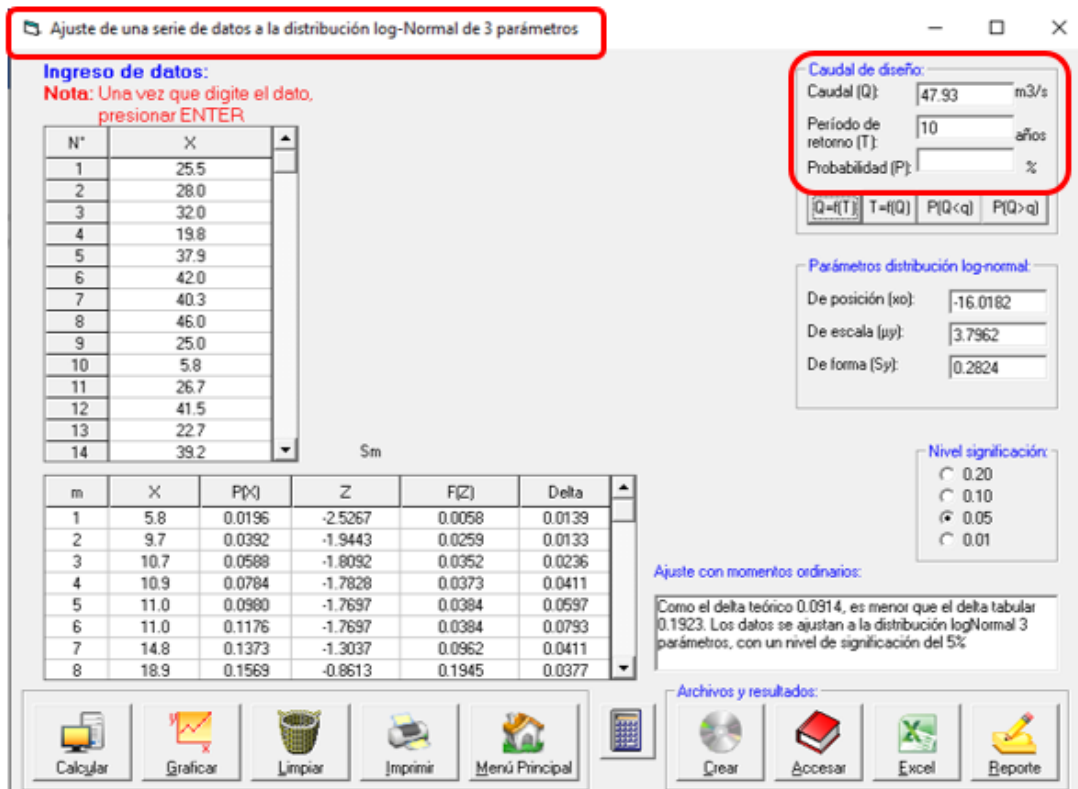 Ajuste de una serie de datos a la distribución log-Normal de 3 parámetros
Ingreso de datos:
Nota: Una vez que digite el dato,
presionar ENTER
N° X
1 25.5
2 28.0
3 32.0
4 19.8
5 37.9
6 42.0
7 40.3
8 46.0
9 25.0
10 5.8
11 26.7
12 41.5
13 22.7
14 39.2
Caudal de diseño:
Caudal (Q): 47.93 m3/s
Período de
retorno (T): 10 años
Probabilidad (P): %
Q=f(T) T=f(Q) P(Q<q) P(Q>q)
Parámetros distribución log-normal:
De posición (xo): -16.0182
De escala (µy): 3.7962
De forma (Sy): 0.2824
Sm
Nivel significación:
0.20
0.10
0.05
0.01
m X P(X) Z F(Z) Delta
1 5.8 0.0196 -2.5267 0.0058 0.0139
2 9.7 0.0392 -1.9443 0.0259 0.0133
3 10.7 0.0588 -1.8092 0.0352 0.0236
4 10.9 0.0784 -1.7828 0.0373 0.0411
5 11.0 0.0980 -1.7697 0.0384 0.0597
6 11.0 0.1176 -1.7697 0.0384 0.0793
7 14.8 0.1373 -1.3037 0.0962 0.0411
8 18.9 0.1569 -0.8613 0.1945 0.0377
Ajuste con momentos ordinarios:
Como el delta teórico 0.0914, es menor que el delta tabular
0.1923. Los datos se ajustan a la distribución logNormal 3
parámetros, con un nivel de significación del 5%
Calcular Graficar Limpiar Imprimir Menú Principal
Archivos y resultados:
Crear Accesar Excel Reporte